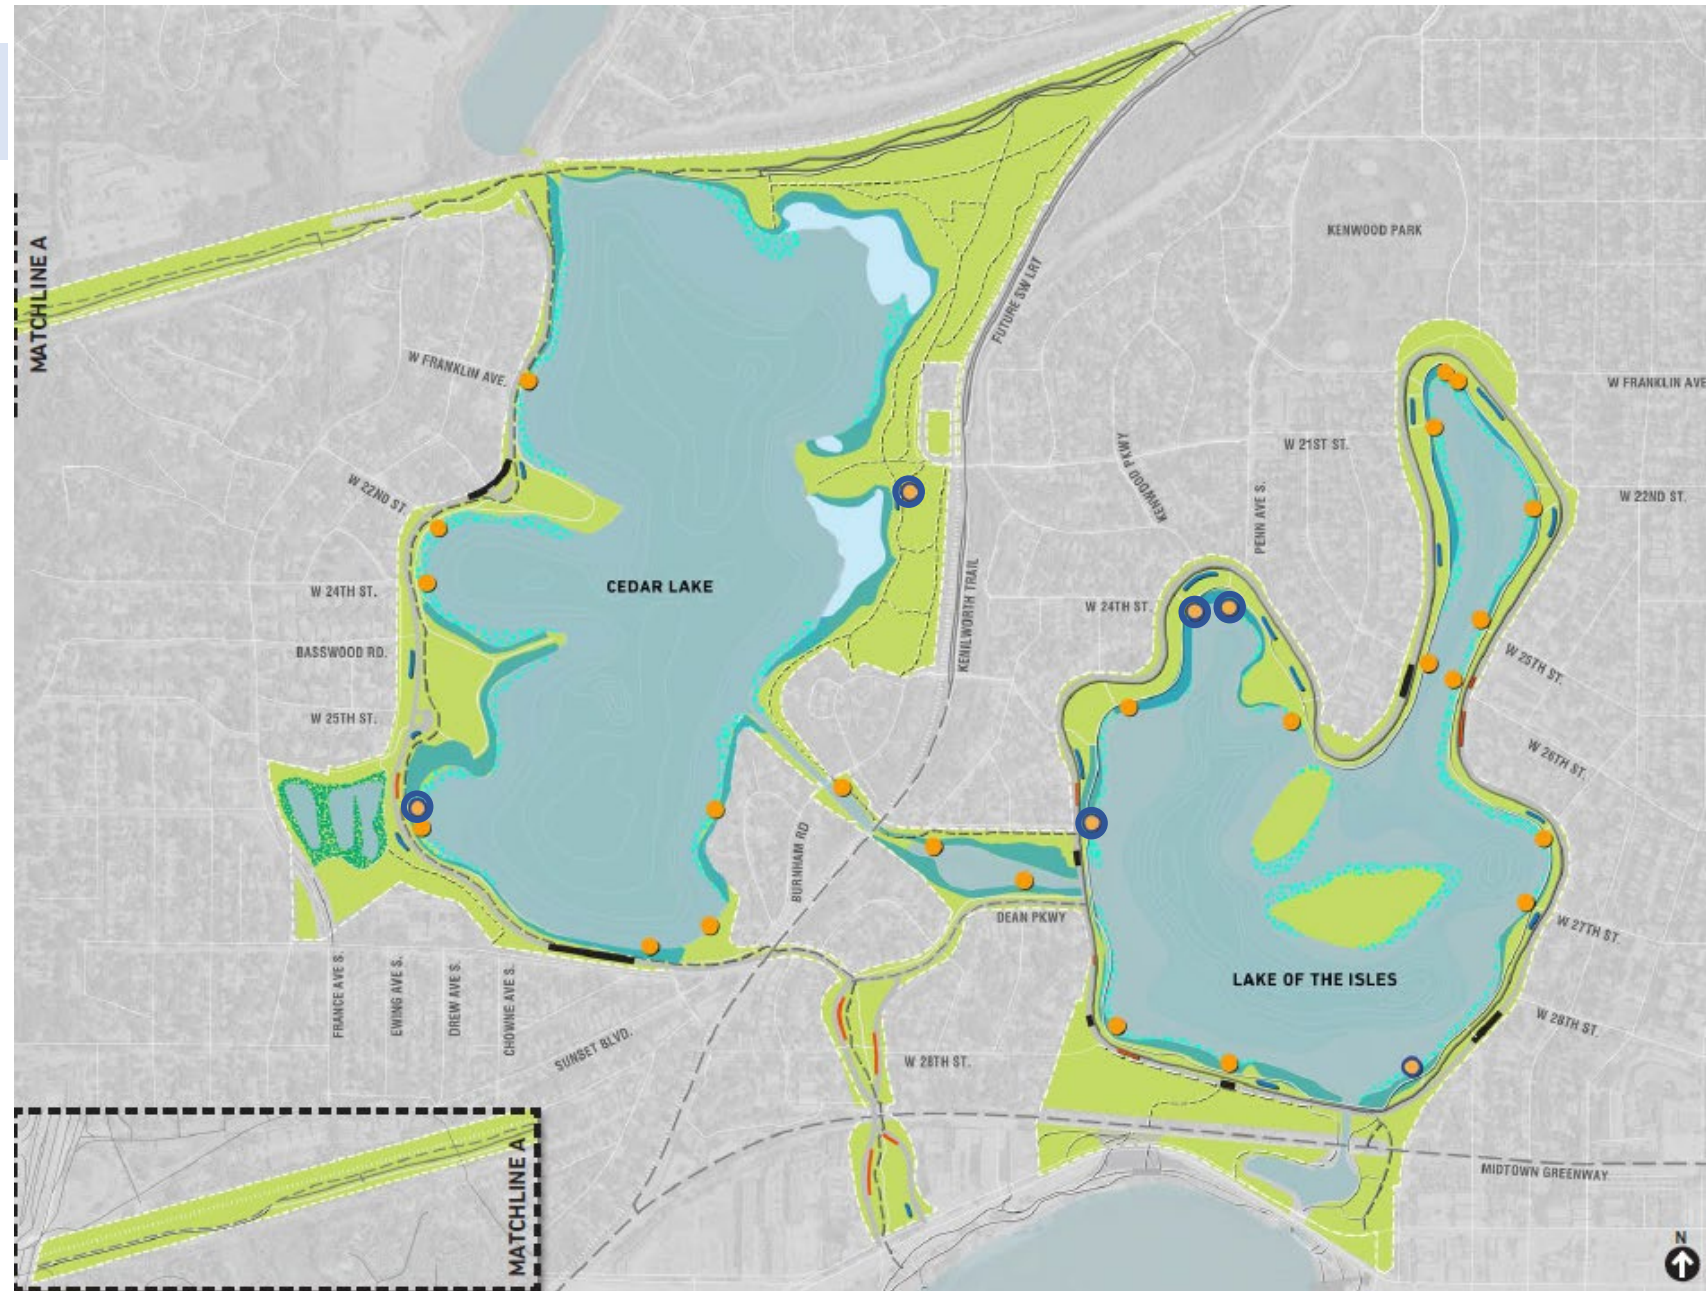 KENWOOD PARK
MATCHLINE A
FUTURE SW LRT
W FRANKLIN AVE.
W FRANKLIN AVE
W 21ST ST.
KENWOOD PKWY
W 22ND ST.
W 22ND ST.
PENN AVE S.
CEDAR LAKE
W 24TH ST.
W 24TH ST.
KENILWORTH TRAIL
BASSWOOD RD.
W 25TH ST.
W 25TH ST.
W 26TH ST.
BURNHAM RD
DEAN PKWY
W 27TH ST.
LAKE OF THE ISLES
FRANCE AVE S.
EWING AVE S.
DREW AVE S.
CHOWNE AVE S.
SUNSET BLVD.
W 28TH ST.
W 28TH ST.
MATCHLINE A
MIDTOWN GREENWAY
N